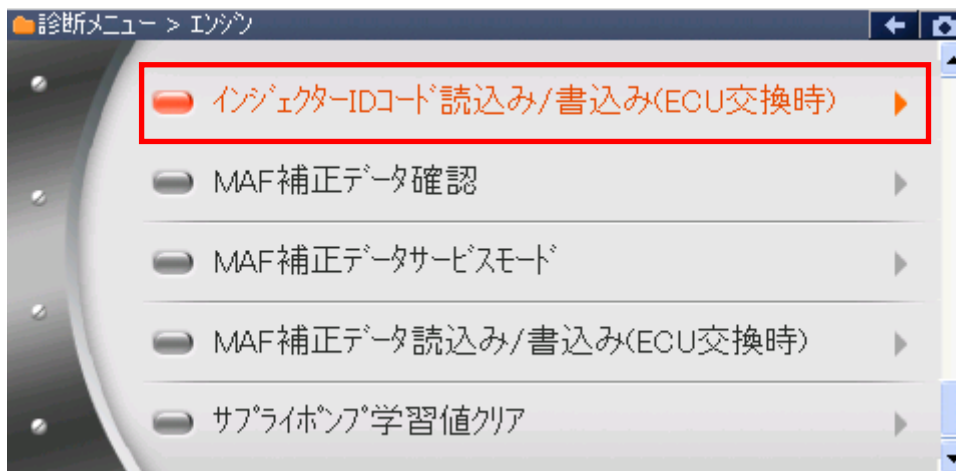 診断メニュー > エンジン
インジェクターIDコード読込み/書込み(ECU交換時)
MAF補正データ確認
MAF補正データサービスモード
MAF補正データ読込み/書込み(ECU交換時)
サプライポンプ学習値クリア